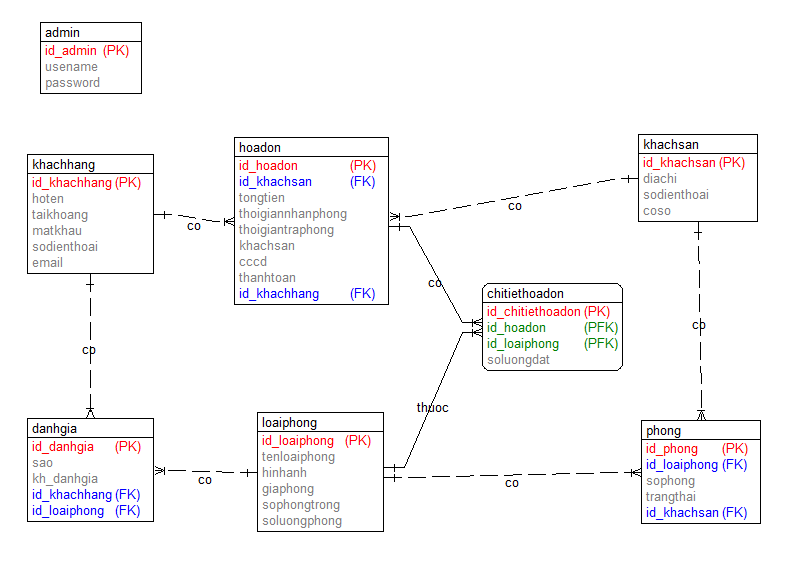 admin
id_admin (PK)
usename
password
khachhang
id_khachhang (PK)
hoten
taikhoang
matkhau
sodienthoai
email
hoadon
id_hoadon (PK)
id_khachsan (FK)
tongtien
thoigiannhanphong
thoigiantraphong
khachsan
cccd
thanhtoan
id_khachhang (FK)
khachsan
id_khachsan (PK)
diachi
sodienthoai
coso
co
co
co
chitiethoadon
id_chitiethoadon (PK)
id_hoadon (PFK)
id_loaiphong (PFK)
soluongdat
co
co
thuoc
danhgia
id_danhgia (PK)
sao
kh_danhgia
id_khachhang (FK)
id_loaiphong (FK)
co
loaiphong
id_loaiphong (PK)
tenloaiphong
hinhanh
giaphong
sophongtrong
soluongphong
co
phong
id_phong (PK)
id_loaiphong (FK)
sophong
trangthai
id_khachsan (FK)